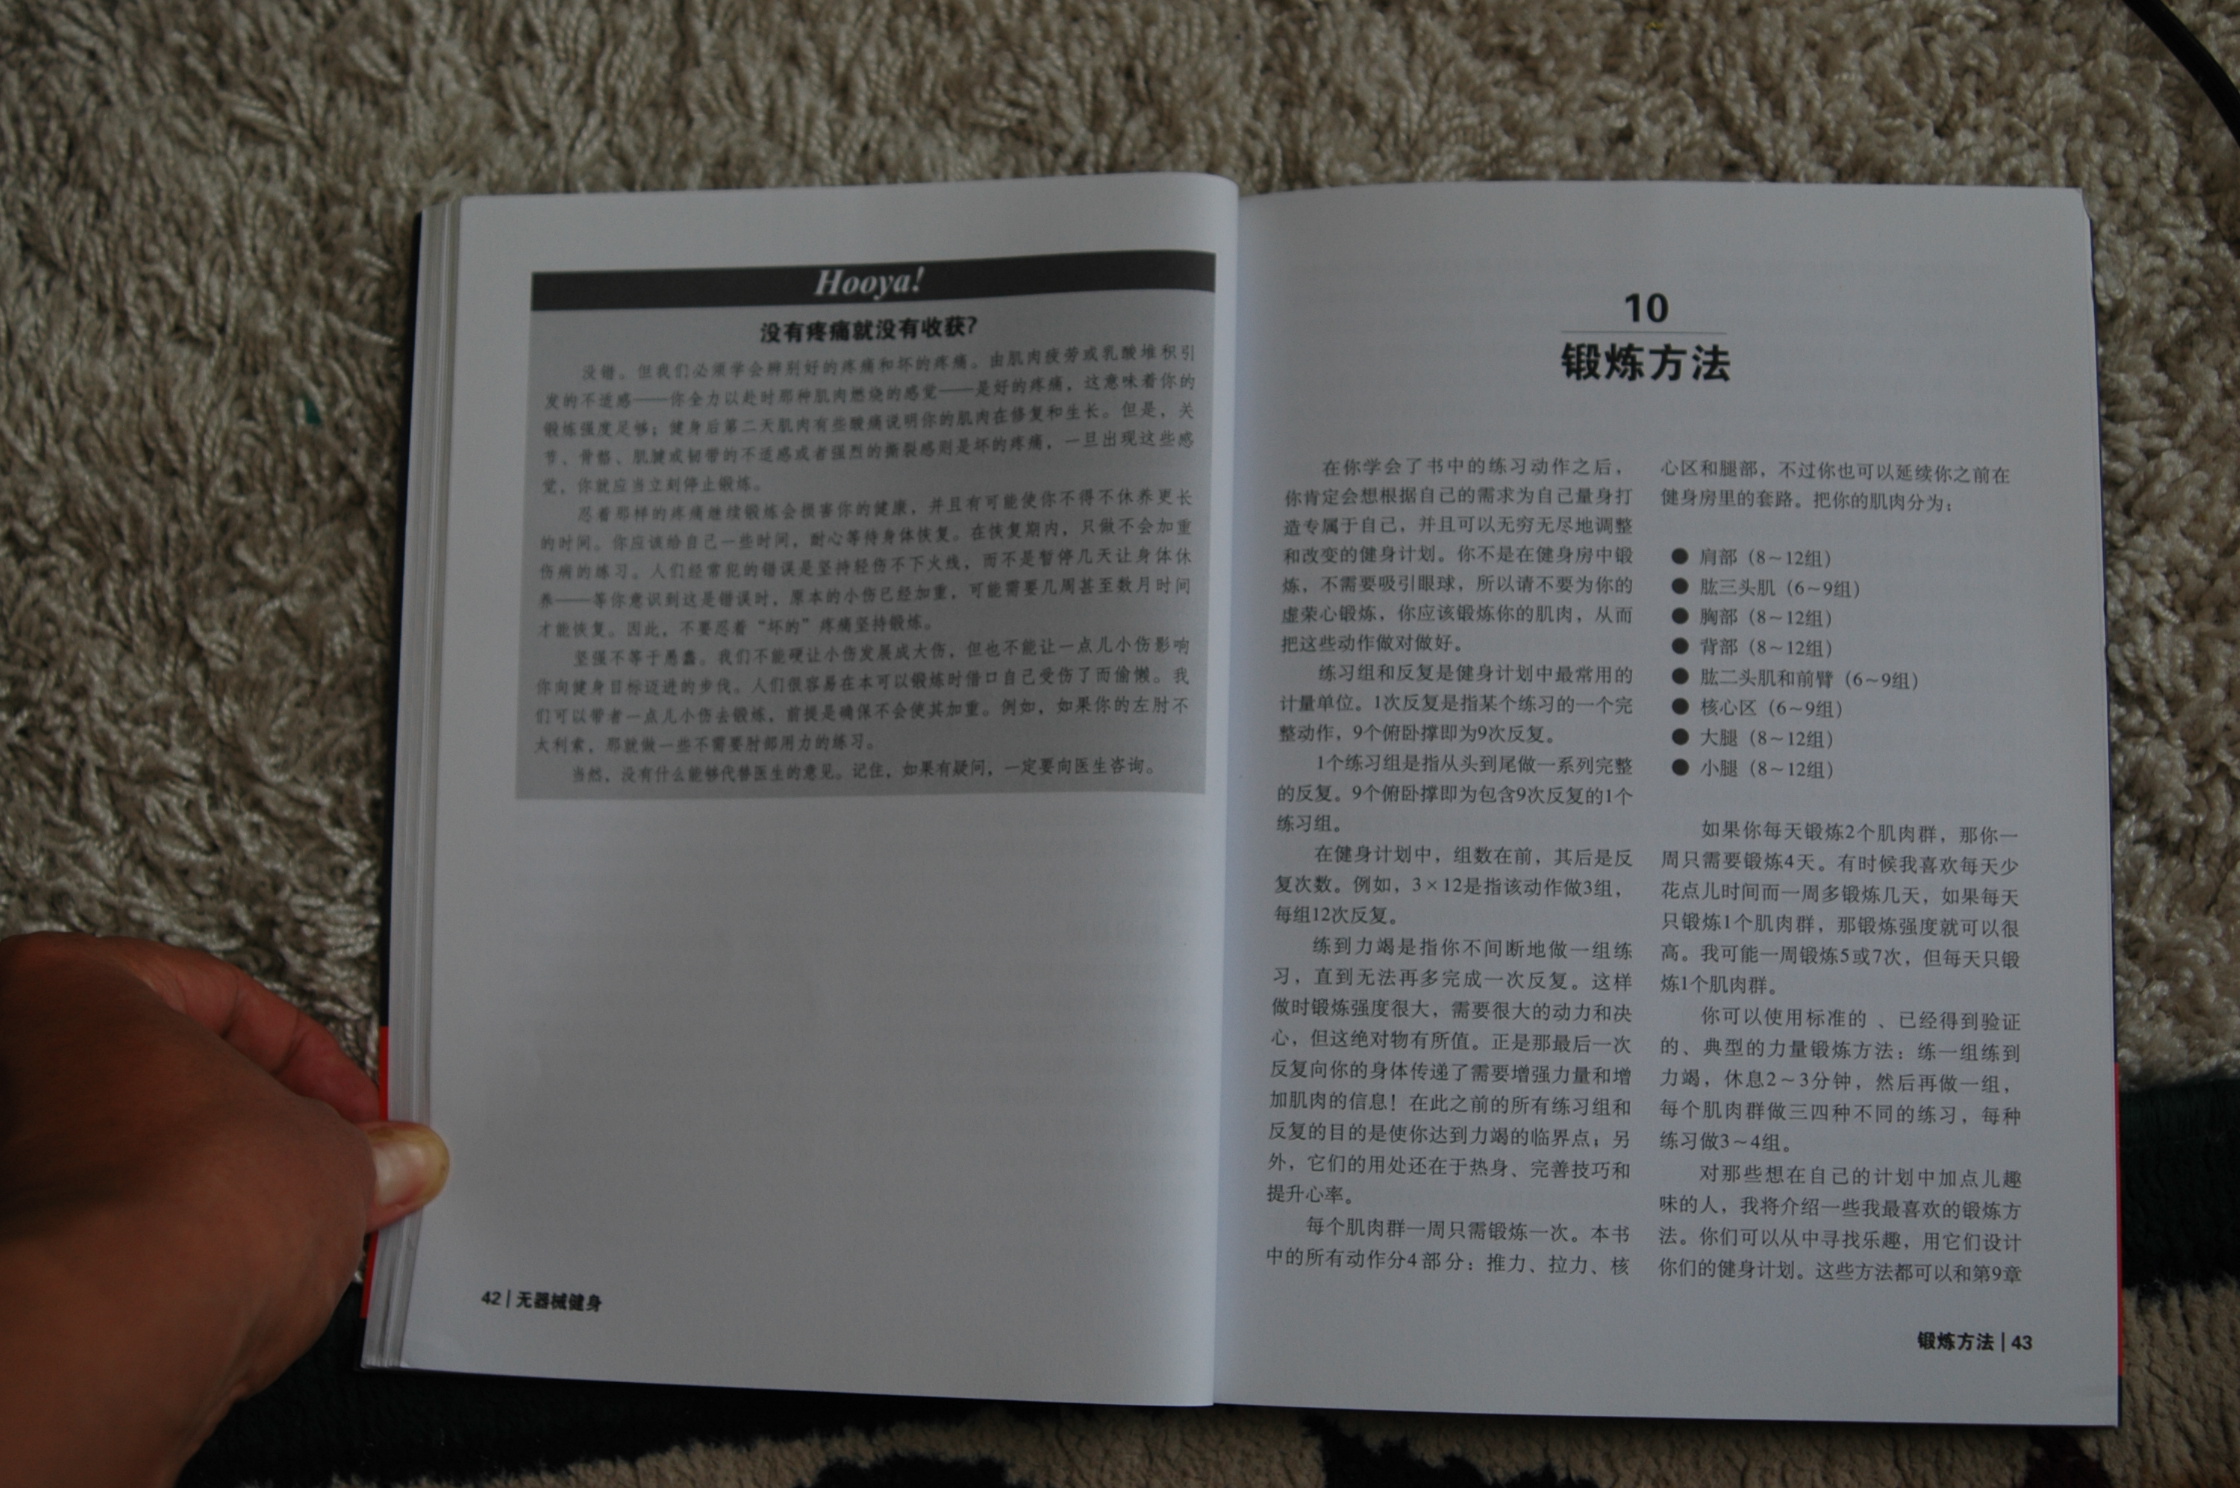 Hooya!
没有疼痛就没有收获？
没错。但我们必须学会辨别好的疼痛和坏的疼痛。由肌肉疲劳或乳酸堆积引
发的不适感——你全力以赴时那种肌肉燃烧的感觉——是好的疼痛，这意味着你的
锻炼强度足够；健身后第二天肌肉有些酸痛说明你的肌肉在修复和生长。但是，关
节、骨骼、肌腱或韧带的不适感或者强烈的撕裂感则是坏的疼痛，一旦出现这些感
觉，你就应当立刻停止锻炼。
忍着那样的疼痛继续锻炼会损害你的健康，并且有可能使你不得不休养更长
的时间。你应该给自己一些时间，耐心等待身体恢复。在恢复期内，只做不会加重
伤病的练习。人们经常犯的错误是坚持轻伤不下火线，而不是暂停几天让身体休
养——等你意识到这是错误时，原本的小伤已经加重，可能需要几周甚至数月时间
才能恢复。因此，不要忍着“坏的”疼痛坚持锻炼。
坚强不等于愚蠢。我们不能硬让小伤发展成大伤，但也不能让一点儿小伤影响
你向健身目标迈进的步伐。人们很容易在本可以锻炼时借口自己受伤了而偷懒。我
们可以带着一点儿小伤去锻炼，前提是确保不会使其加重。例如，如果你的左肘不
太利索，那就做一些不需要肘部用力的练习。
当然，没有什么能够代替医生的意见。记住，如果有疑问，一定要向医生咨询。
42 | 无器械健身
10
锻炼方法
在你学会了书中的练习动作之后，
你肯定会想根据自己的需求为自己量身打
造专属于自己，并且可以无穷无尽地调整
和改变的健身计划。你不是在健身房中锻
炼，不需要吸引眼球，所以请不要为你的
虚荣心锻炼，你应该锻炼你的肌肉，从而
把这些动作做对做好。
练习组和反复是健身计划中最常用的
计量单位。1次反复是指某个练习的一个完
整动作，9个俯卧撑即为9次反复。
1个练习组是指从头到尾做一系列完整
的反复。9个俯卧撑即为包含9次反复的1个
练习组。
在健身计划中，组数在前，其后是反
复次数。例如，3×12是指该动作做3组，
每组12次反复。
练到力竭是指你不间断地做一组练
习，直到无法再多完成一次反复。这样
做时锻炼强度很大，需要很大的动力和决
心，但这绝对物有所值。正是那最后一次
反复向你的身体传递了需要增强力量和增
加肌肉的信息！在此之前的所有练习组和
反复的目的是使你达到力竭的临界点；另
外，它们的用处还在于热身、完善技巧和
提升心率。
每个肌肉群一周只需锻炼一次。本书
中的所有动作分4部分：推力、拉力、核
心区和腿部，不过你也可以延续你之前在
健身房里的套路。把你的肌肉分为：
● 肩部（8～12组）
● 肱三头肌（6～9组）
● 胸部（8～12组）
● 背部（8～12组）
● 肱二头肌和前臂（6～9组）
● 核心区（6～9组）
● 大腿（8～12组）
● 小腿（8～12组）
如果你每天锻炼2个肌肉群，那你一
周只需要锻炼4天。有时候我喜欢每天少
花点儿时间而一周多锻炼几天，如果每天
只锻炼1个肌肉群，那锻炼强度就可以很
高。我可能一周锻炼5或7次，但每天只锻
炼1个肌肉群。
你可以使用标准的 、已经得到验证
的、典型的力量锻炼方法：练一组练到
力竭，休息2～3分钟，然后再做一组，
每个肌肉群做三四种不同的练习，每种
练习做3～4组。
对那些想在自己的计划中加点儿趣
味的人，我将介绍一些我最喜欢的锻炼方
法。你们可以从中寻找乐趣，用它们设计
你们的健身计划。这些方法都可以和第9章
锻炼方法 | 43